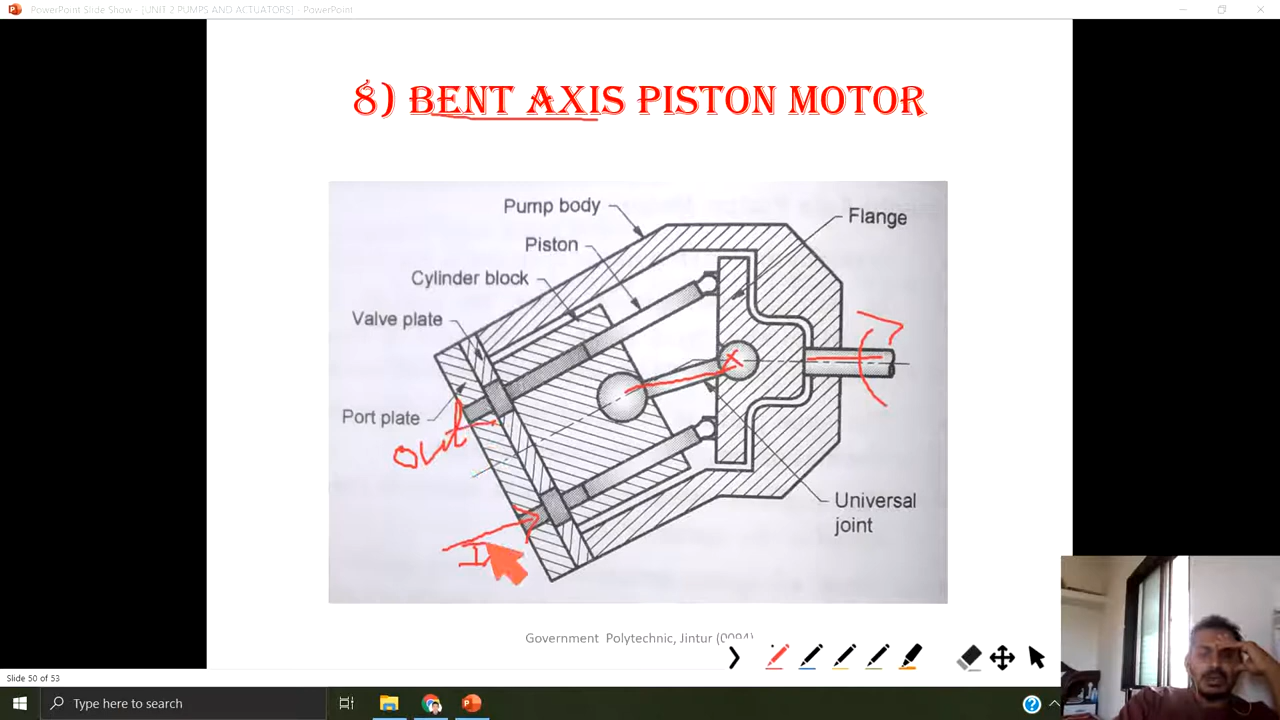 PowerPoint Slide Show - [UNIT 2 PUMPS AND ACTUATORS] - PowerPoint
8) BENT AXIS PISTON MOTOR
Pump body
Flange
Piston
Cylinder block
Valve plate
Port plate
out
Universal
joint
Government Polytechnic, Jintur (0094)
Slide 50 of 53
Type here to search